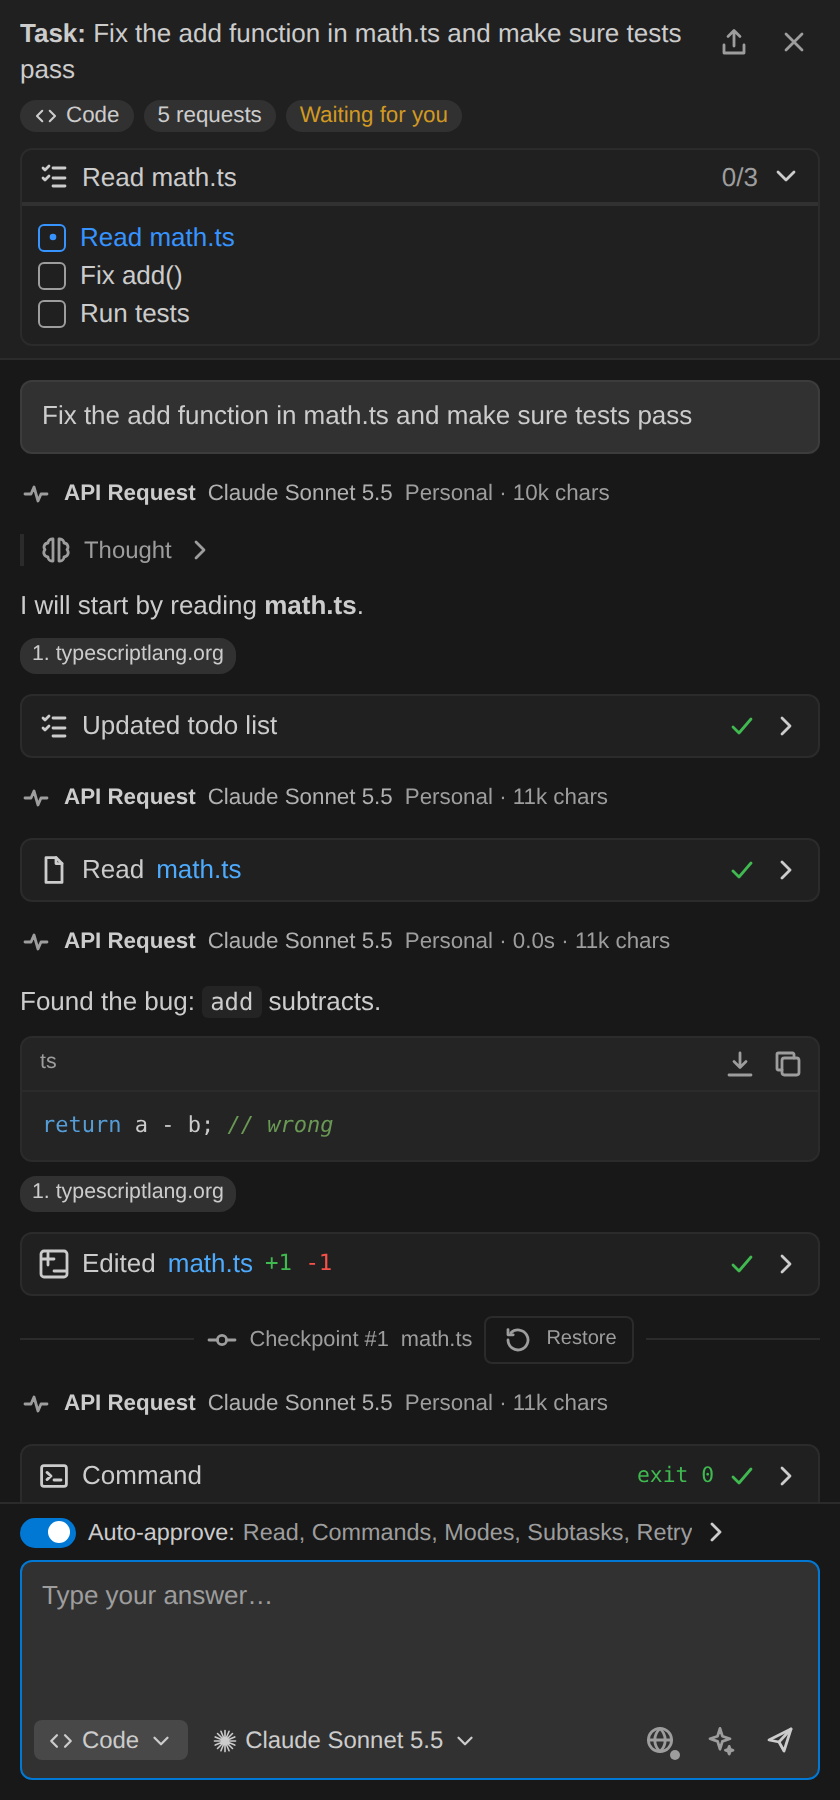 Task: Fix the add function in math.ts and make sure tests
pass
Code 5 requests Waiting for you
Read math.ts 0/3
Read math.ts
Fix add()
Run tests
Fix the add function in math.ts and make sure tests pass
API Request Claude Sonnet 5.5 Personal · 10k chars
Thought
I will start by reading math.ts.
1. typescriptlang.org
Updated todo list
API Request Claude Sonnet 5.5 Personal · 11k chars
Read math.ts
API Request Claude Sonnet 5.5 Personal · 0.0s · 11k chars
Found the bug: add subtracts.
ts
return a - b; // wrong
1. typescriptlang.org
Edited math.ts +1 -1
Checkpoint #1 math.ts Restore
API Request Claude Sonnet 5.5 Personal · 11k chars
Command exit 0
Auto-approve: Read, Commands, Modes, Subtasks, Retry
Type your answer…
Code Claude Sonnet 5.5